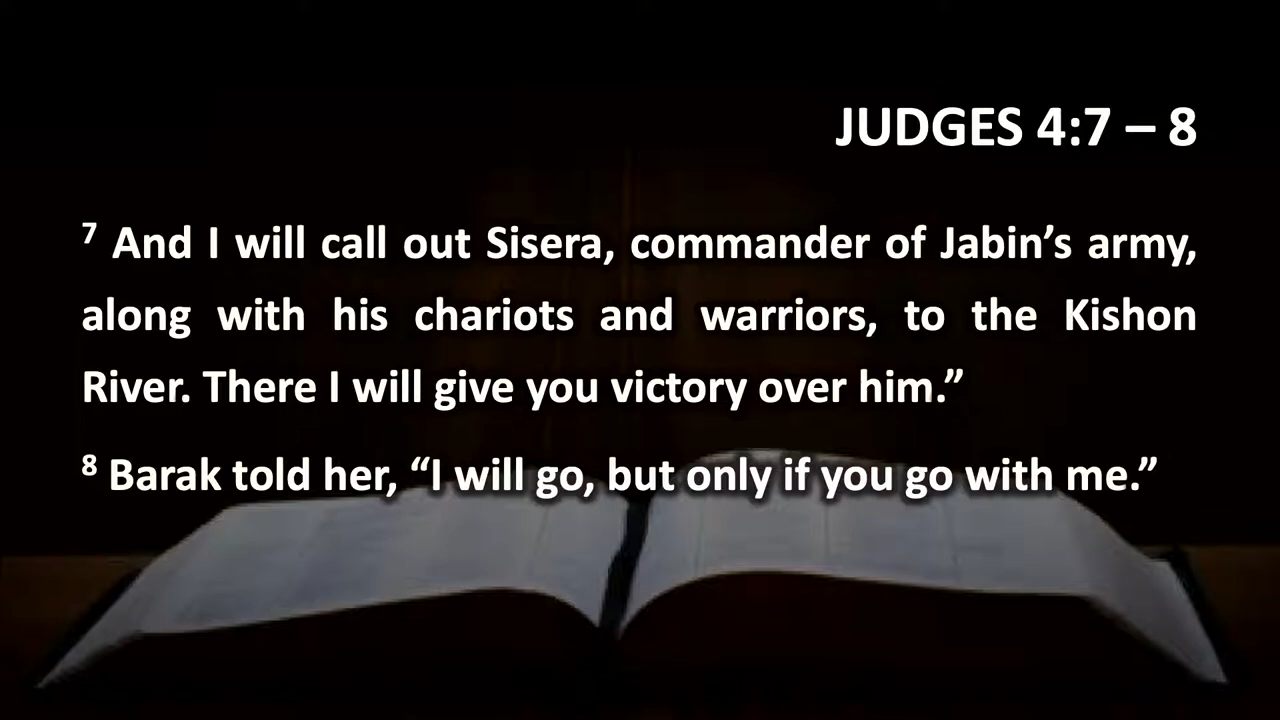 JUDGES 4:7 – 8
⁷ And I will call out Sisera, commander of Jabin’s army,
along with his chariots and warriors, to the Kishon
River. There I will give you victory over him.”
⁸ Barak told her, “I will go, but only if you go with me.”